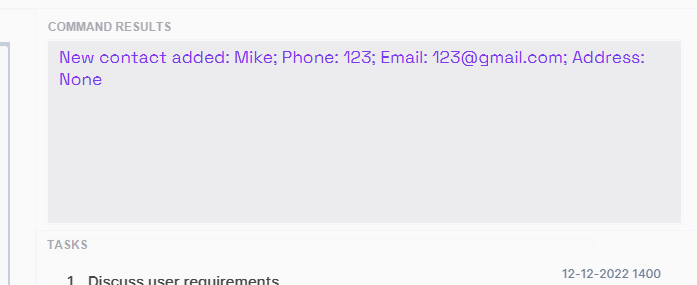 COMMAND RESULTS
New contact added: Mike; Phone: 123; Email: 123@gmail.com; Address:
None
TASKS
12-12-2022 1400
1. Discuss user requirements